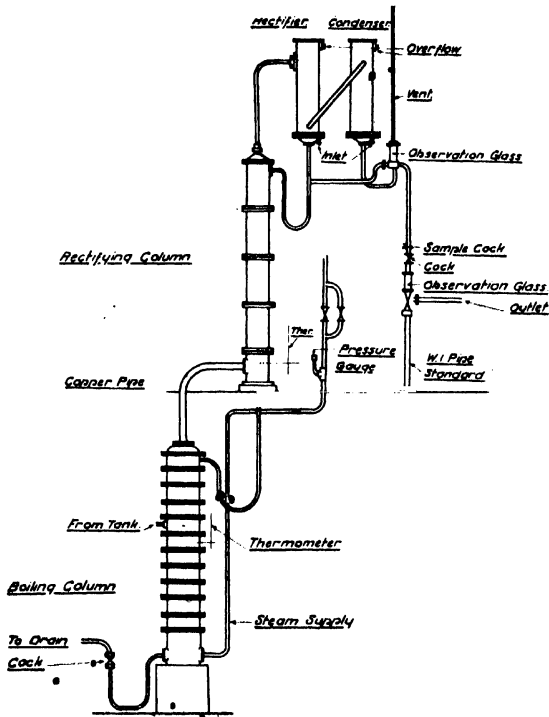 Rectifier
Condenser
Overflow
Vent.
Inlet
Observation Glass
Sample Cock
Cock
Observation Glass
Outlet
Rectifying Column
Ther.
Pressure
Gauge
W.I Pipe
Standard
Copper Pipe
From Tank
Thermometer
Boiling Column
Steam Supply
To Drain
Cock